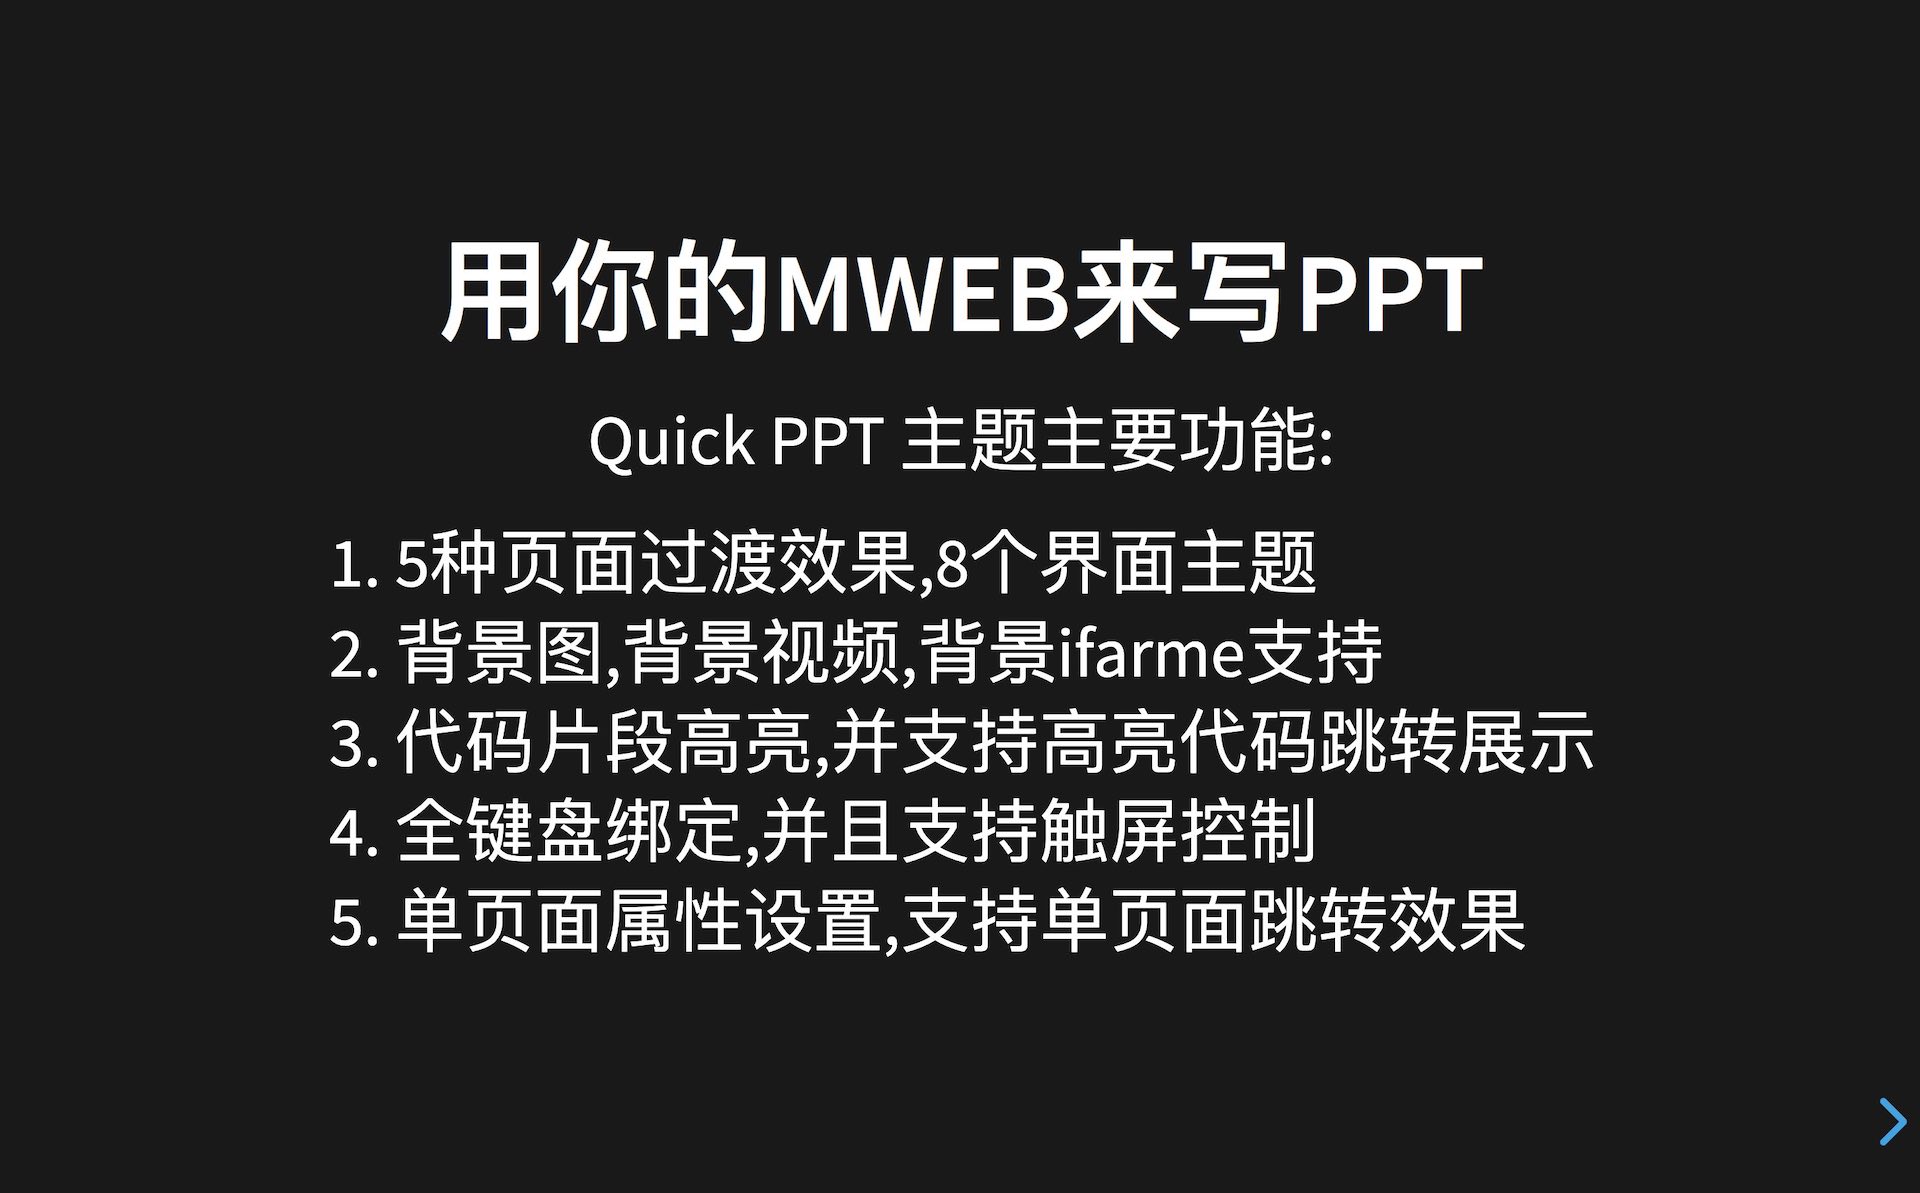 用你的MWEB来写PPT
Quick PPT 主题主要功能:
1. 5种页面过渡效果,8个界面主题
2. 背景图,背景视频,背景ifarme支持
3. 代码片段高亮,并支持高亮代码跳转展示
4. 全键盘绑定,并且支持触屏控制
5. 单页面属性设置,支持单页面跳转效果